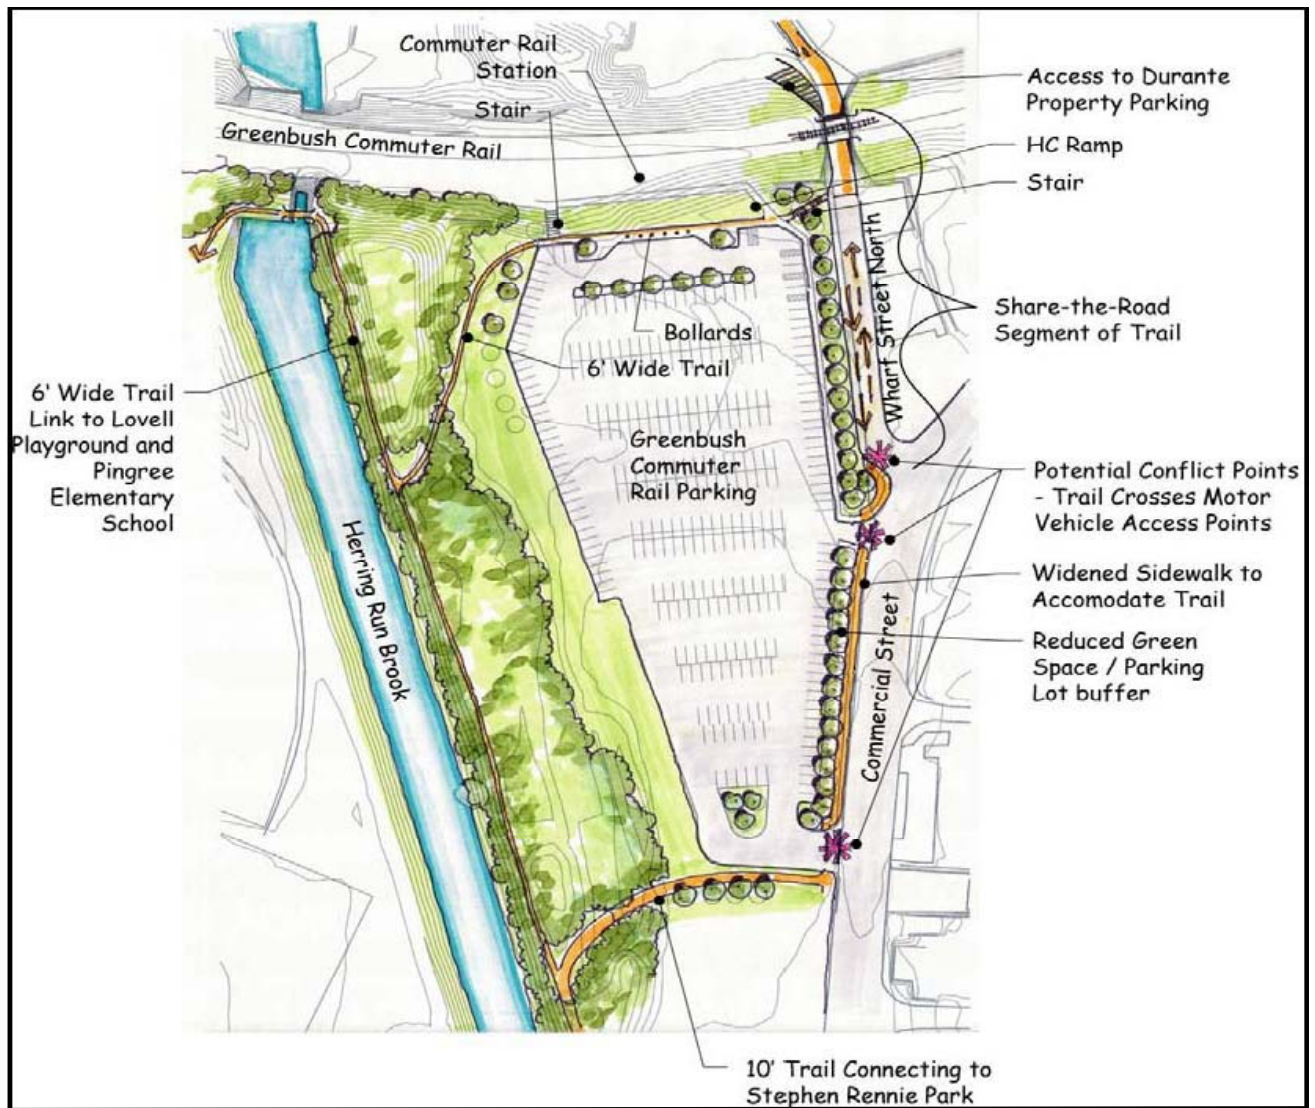 Commuter Rail
Station
Stair
Greenbush Commuter Rail
Access to Durante
Property Parking
HC Ramp
Stair
Wharf Street North
Share-the-Road
Segment of Trail
Bollards
6' Wide Trail
6' Wide Trail
Link to Lovell
Playground and
Pingree
Elementary
School
Greenbush
Commuter
Rail Parking
Potential Conflict Points
- Trail Crosses Motor
Vehicle Access Points
Herring Run Brook
Widened Sidewalk to
Accomodate Trail
Reduced Green
Space / Parking
Lot buffer
Commercial Street
10' Trail Connecting to
Stephen Rennie Park